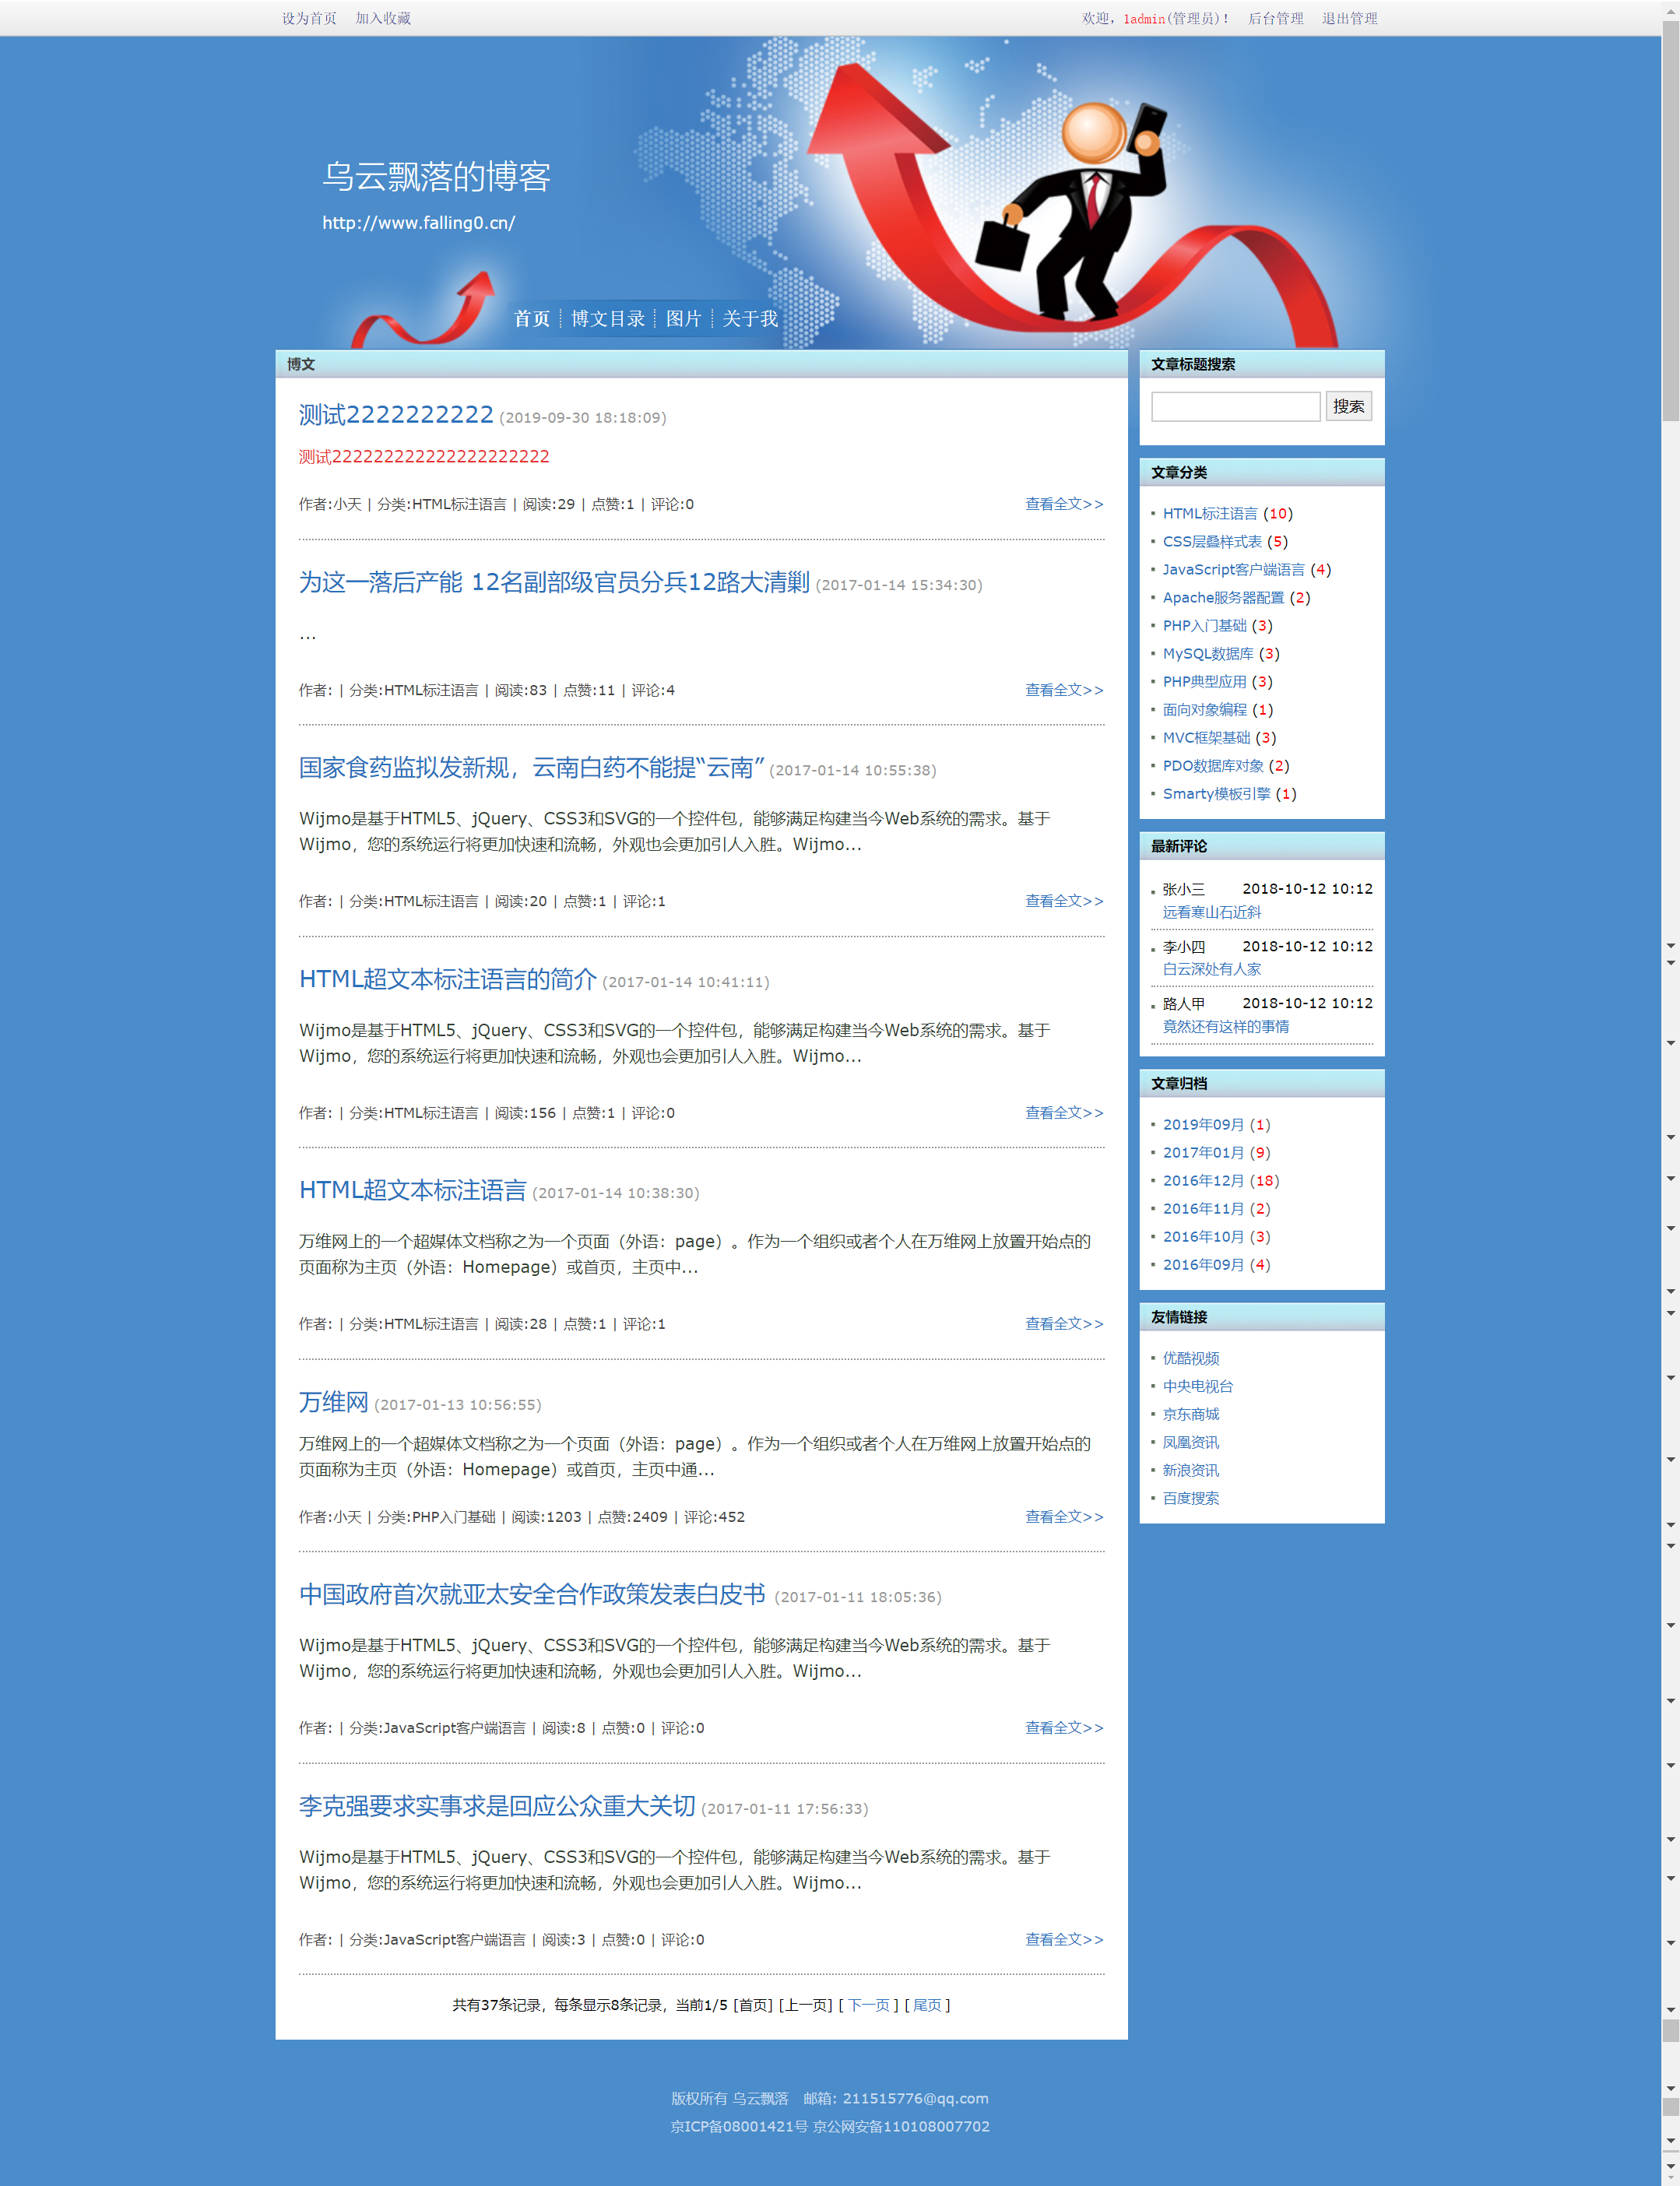 设为首页 加入收藏
欢迎，1admin(管理员)! 后台管理 退出管理
乌云飘落的博客
http://www.falling0.cn/
首页 博文目录 图片 关于我
博文
测试2222222222 (2019-09-30 18:18:09)
测试222222222222222222222
作者:小天 | 分类:HTML标注语言 | 阅读:29 | 点赞:1 | 评论:0 查看全文>>
为这一落后产能 12名副部级官员分兵12路大清剿 (2017-01-14 15:34:30)
...
作者: | 分类:HTML标注语言 | 阅读:83 | 点赞:11 | 评论:4 查看全文>>
国家食药监拟发新规，云南白药不能提“云南” (2017-01-14 10:55:38)
Wijmo是基于HTML5、jQuery、CSS3和SVG的一个控件包，能够满足构建当今Web系统的需求。基于
Wijmo，您的系统运行将更加快速和流畅，外观也会更加引人入胜。Wijmo...
作者: | 分类:HTML标注语言 | 阅读:20 | 点赞:1 | 评论:1 查看全文>>
HTML超文本标注语言的简介 (2017-01-14 10:41:11)
Wijmo是基于HTML5、jQuery、CSS3和SVG的一个控件包，能够满足构建当今Web系统的需求。基于
Wijmo，您的系统运行将更加快速和流畅，外观也会更加引人入胜。Wijmo...
作者: | 分类:HTML标注语言 | 阅读:156 | 点赞:1 | 评论:0 查看全文>>
HTML超文本标注语言 (2017-01-14 10:38:30)
万维网上的一个超媒体文档称之为一个页面（外语：page）。作为一个组织或者个人在万维网上放置开始点的
页面称为主页（外语：Homepage）或首页，主页中...
作者: | 分类:HTML标注语言 | 阅读:28 | 点赞:1 | 评论:1 查看全文>>
万维网 (2017-01-13 10:56:55)
万维网上的一个超媒体文档称之为一个页面（外语：page）。作为一个组织或者个人在万维网上放置开始点的
页面称为主页（外语：Homepage）或首页，主页中通...
作者:小天 | 分类:PHP入门基础 | 阅读:1203 | 点赞:2409 | 评论:452 查看全文>>
中国政府首次就亚太安全合作政策发表白皮书 (2017-01-11 18:05:36)
Wijmo是基于HTML5、jQuery、CSS3和SVG的一个控件包，能够满足构建当今Web系统的需求。基于
Wijmo，您的系统运行将更加快速和流畅，外观也会更加引人入胜。Wijmo...
作者: | 分类:JavaScript客户端语言 | 阅读:8 | 点赞:0 | 评论:0 查看全文>>
李克强要求实事求是回应公众重大关切 (2017-01-11 17:56:33)
Wijmo是基于HTML5、jQuery、CSS3和SVG的一个控件包，能够满足构建当今Web系统的需求。基于
Wijmo，您的系统运行将更加快速和流畅，外观也会更加引人入胜。Wijmo...
作者: | 分类:JavaScript客户端语言 | 阅读:3 | 点赞:0 | 评论:0 查看全文>>
共有37条记录，每条显示8条记录，当前1/5 [首页] [上一页] [ 下一页 ] [ 尾页 ]
文章标题搜索
搜索
文章分类
HTML标注语言 (10)
CSS层叠样式表 (5)
JavaScript客户端语言 (4)
Apache服务器配置 (2)
PHP入门基础 (3)
MySQL数据库 (3)
PHP典型应用 (3)
面向对象编程 (1)
MVC框架基础 (3)
PDO数据库对象 (2)
Smarty模板引擎 (1)
最新评论
张小三 2018-10-12 10:12
远看寒山石近斜
李小四 2018-10-12 10:12
白云深处有人家
路人甲 2018-10-12 10:12
竟然还有这样的事情
文章归档
2019年09月 (1)
2017年01月 (9)
2016年12月 (18)
2016年11月 (2)
2016年10月 (3)
2016年09月 (4)
友情链接
优酷视频
中央电视台
京东商城
凤凰资讯
新浪资讯
百度搜索
版权所有 乌云飘落 邮箱：211515776@qq.com
京ICP备08001421号 京公网安备110108007702